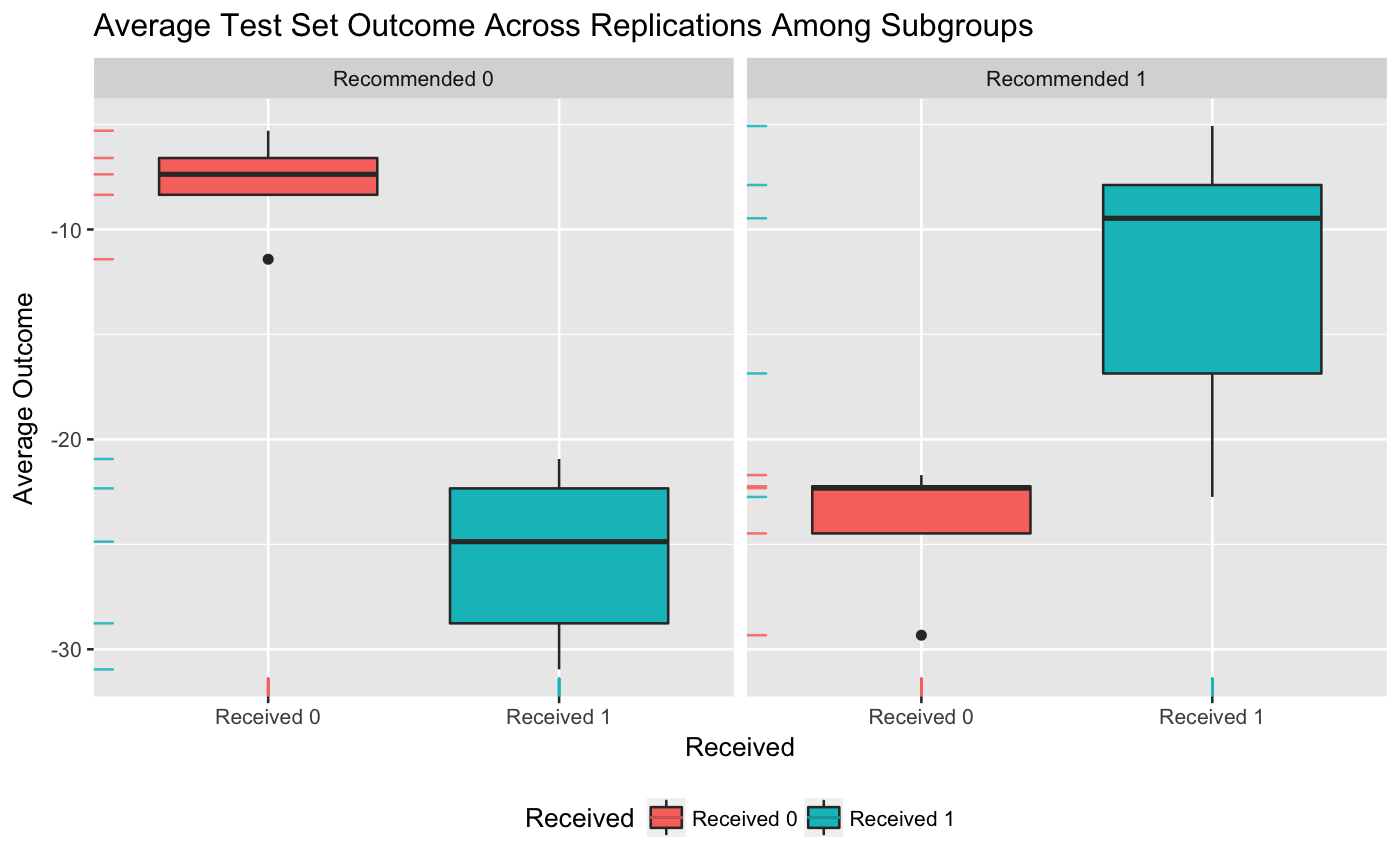 Average Test Set Outcome Across Replications Among Subgroups
Recommended 0
Recommended 1
Average Outcome
-10
-20
-30
Received 0
Received 1
Received 0
Received 1
Received
Received
Received 0
Received 1